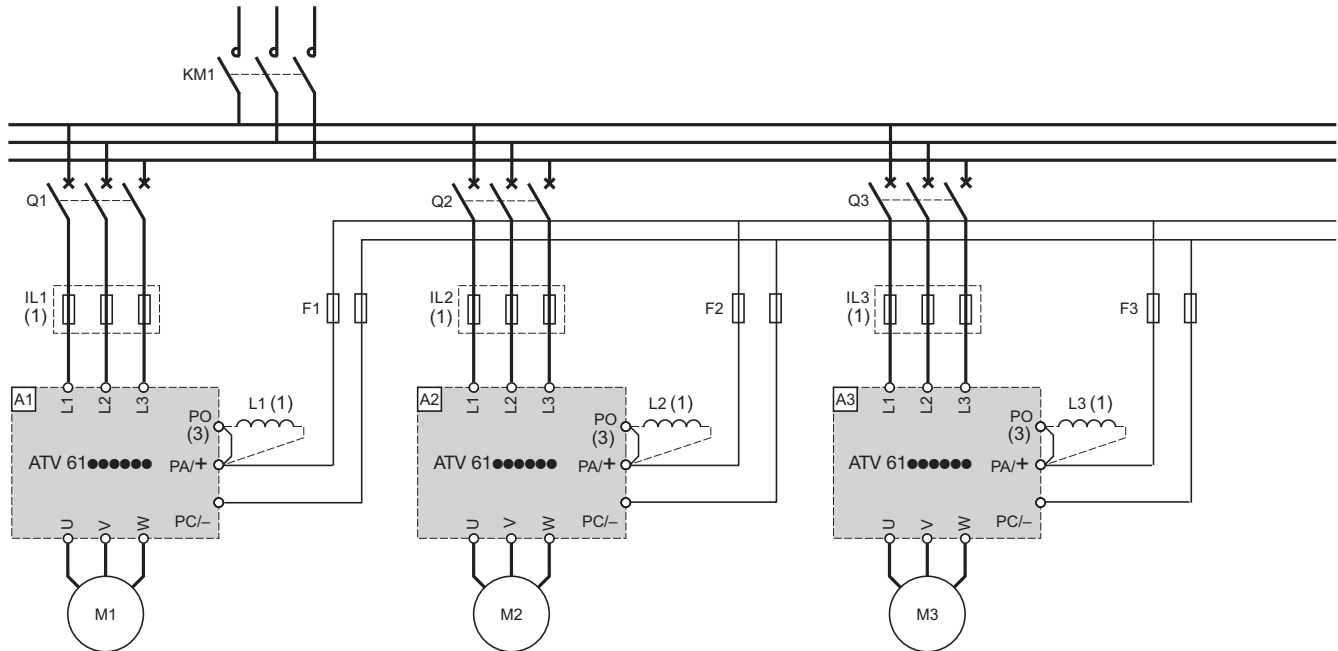 KM1
Q1
Q2
Q3
IL1
(1)
F1
IL2
(1)
F2
IL3
(1)
F3
A1
L1
L2
L3
PO
(3)
L1 (1)
ATV 61●●●●●●
PA/+
PC/–
U
V
W
M1
A2
L1
L2
L3
PO
(3)
L2 (1)
ATV 61●●●●●●
PA/+
PC/–
U
V
W
M2
A3
L1
L2
L3
PO
(3)
L3 (1)
ATV 61●●●●●●
PA/+
PC/–
U
V
W
M3